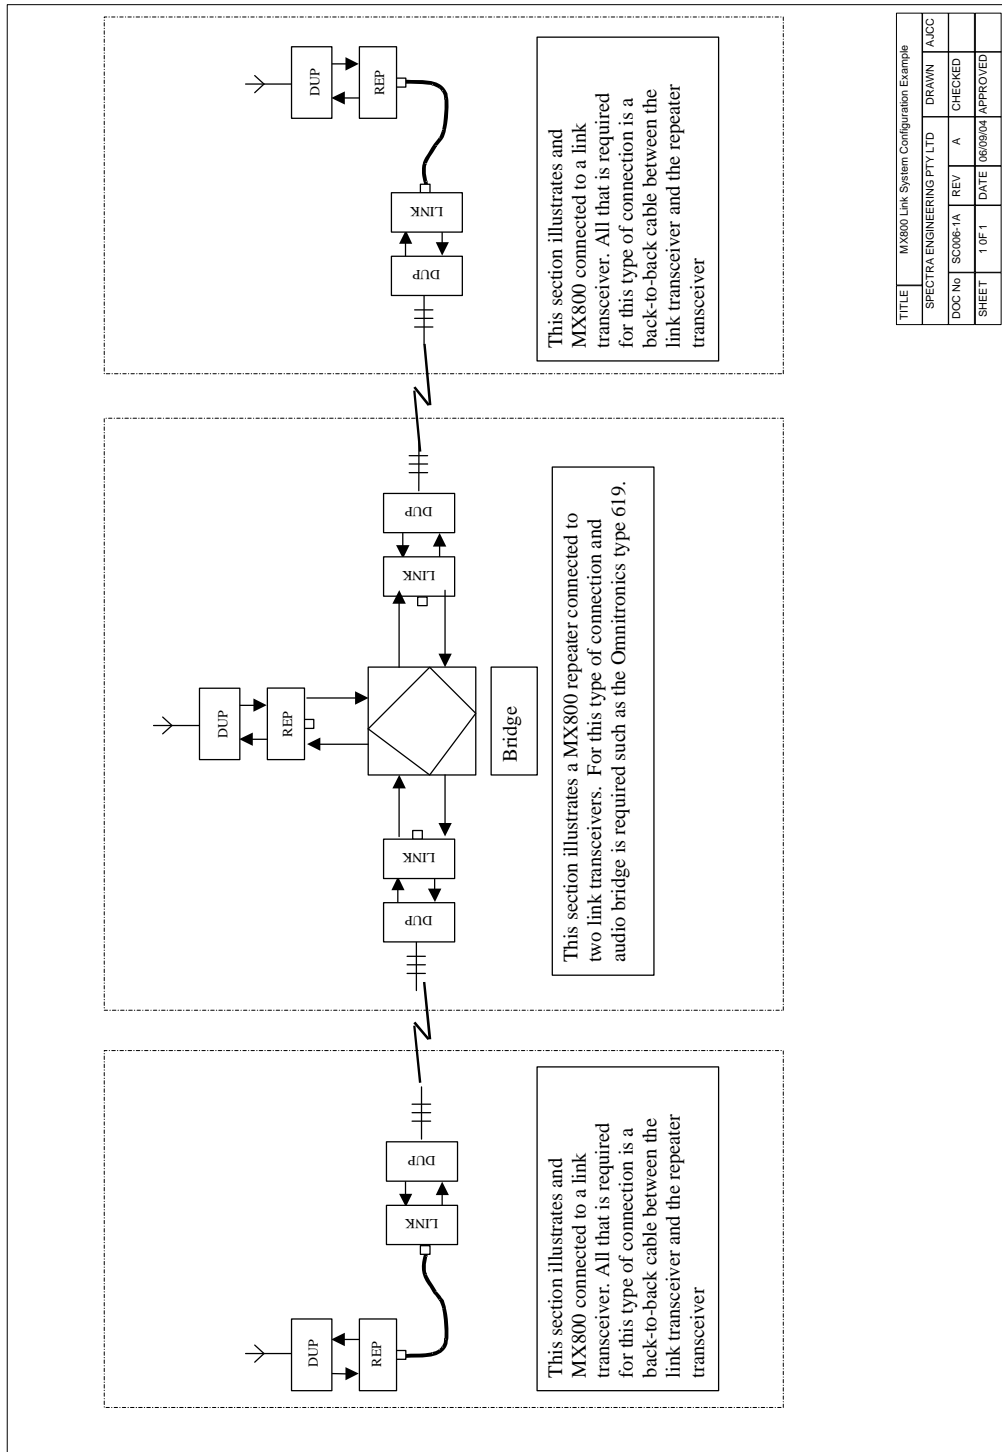 DUP
REP
LINK
DUP
This section illustrates and
MX800 connected to a link
transceiver. All that is required
for this type of connection is a
back-to-back cable between the
link transceiver and the repeater
transceiver
DUP
REP
DUP
LINK
LINK
DUP
Bridge
This section illustrates a MX800 repeater connected to
two link transceivers. For this type of connection and
audio bridge is required such as the Omnitronics type 619.
DUP
REP
LINK
DUP
This section illustrates and
MX800 connected to a link
transceiver. All that is required
for this type of connection is a
back-to-back cable between the
link transceiver and the repeater
transceiver
TITLE MX800 Link System Configuration Example
SPECTRA ENGINEERING PTY LTD DRAWN AJCC
DOC No SC006-1A REV A CHECKED
SHEET 1 OF 1 DATE 06/09/04 APPROVED